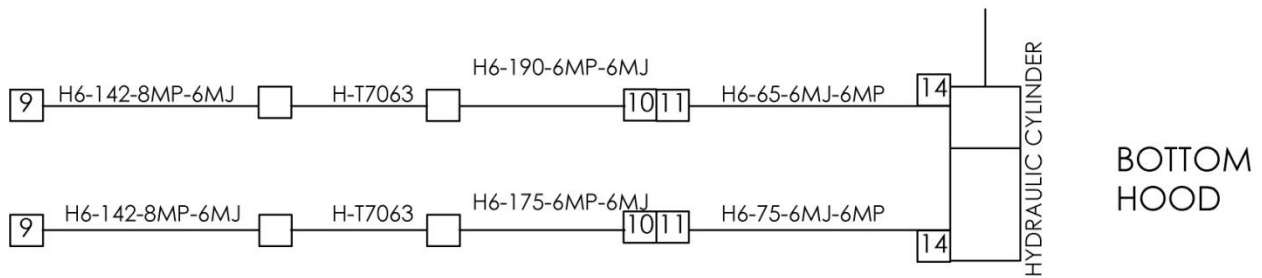 H6-190-6MP-6MJ
9 H6-142-8MP-6MJ H-T7063 10 11 H6-65-6MJ-6MP 14
HYDRAULIC CYLINDER
BOTTOM
HOOD
H6-175-6MP-6MJ
9 H6-142-8MP-6MJ H-T7063 10 11 H6-75-6MJ-6MP 14